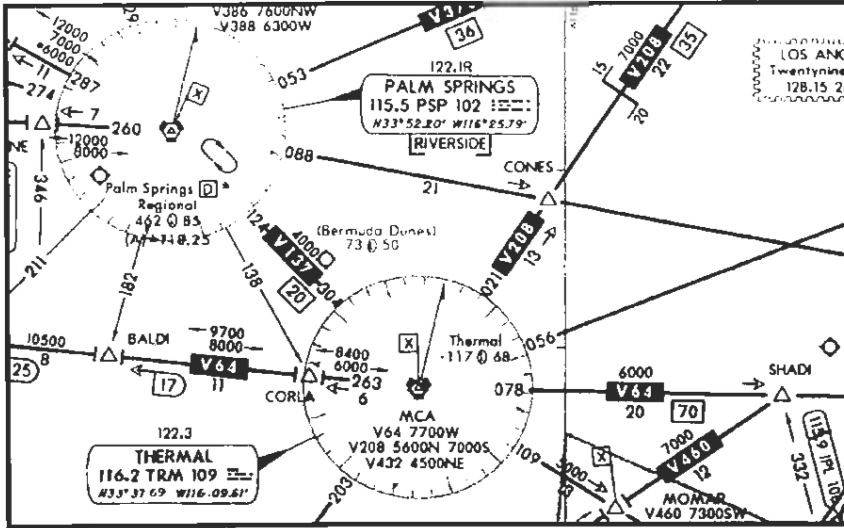 V386 7600NW
V388 6300W
12000
7000
*6000
11
287
274
7
260
12000
8000
346
211
053
36
122.1R
PALM SPRINGS
115.5 PSP 102
N33°52.20' W116°25.79'
RIVERSIDE
088
21
CONES
15
7000
V208
22
35
20
LOS ANG
Twentynine
128.15
X
Palm Springs D *
Regional
462 85
(A)*118.25
182
138
124
V137
4000
304
20
(Bermuda Dunes)
73 50
021
V208
13
056
10500
8
25
BALDI
9700
8000
V64
11
17
CORLA
8400
6000
263
6
X
Thermal
-117 68
MCA
V64 7700W
V208 5600N 7000S
V432 4500NE
078
6000
V64
20
70
SHADI
122.3
THERMAL
116.2 TRM 109
N33°37.69 W116-09.61'
203
109
5000
X
7000
V460
12
MOMAR
V460 7300SW
332
115.9 IPL